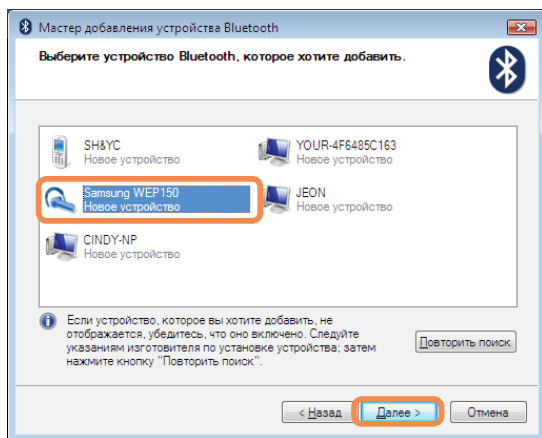 Мастер добавления устройства Bluetooth
Выберите устройство Bluetooth, которое хотите добавить.
SH&YC
Новое устройство
YOUR-4F6485C163
Новое устройство
Samsung WEP150
Новое устройство
JEON
Новое устройство
CINDY-NP
Новое устройство
Если устройство, которое вы хотите добавить, не
отображается, убедитесь, что оно включено. Следуйте
указаниям изготовителя по установке устройства; затем
нажмите кнопку "Повторить поиск".
Повторить поиск
< Назад
Далее >
Отмена